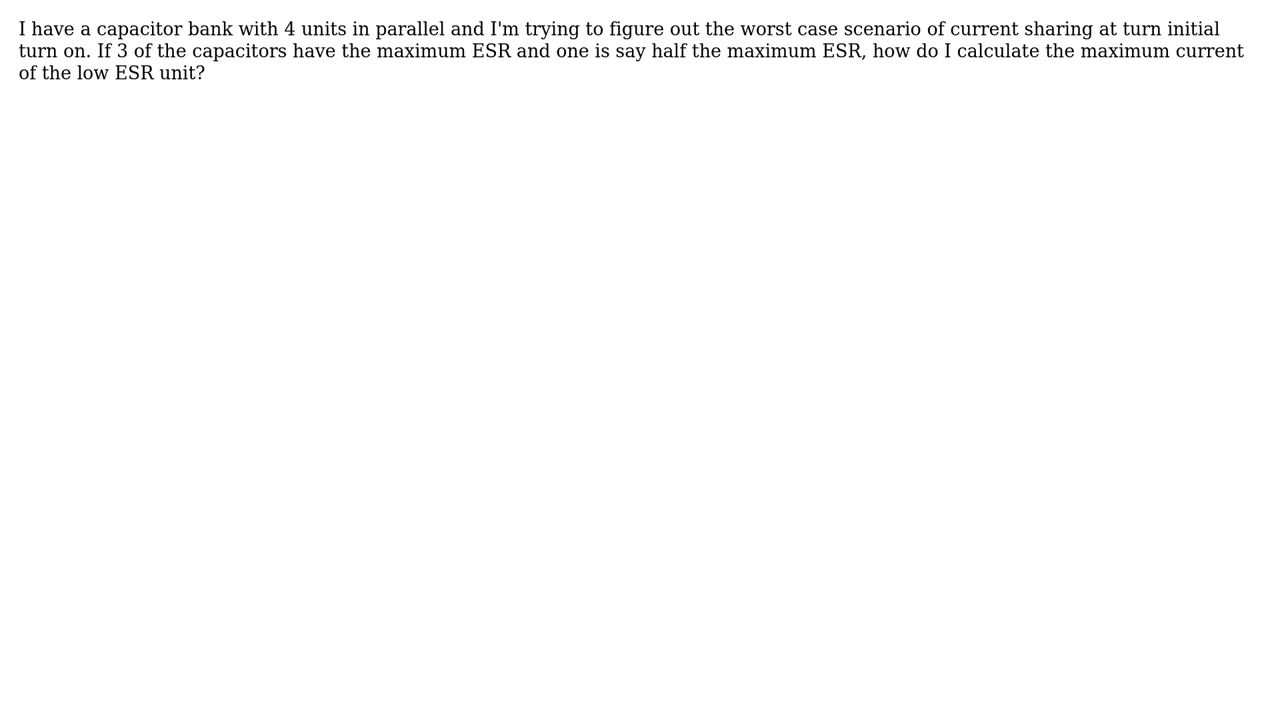 I have a capacitor bank with 4 units in parallel and I'm trying to figure out the worst case scenario of current sharing at turn initial
turn on. If 3 of the capacitors have the maximum ESR and one is say half the maximum ESR, how do I calculate the maximum current
of the low ESR unit?